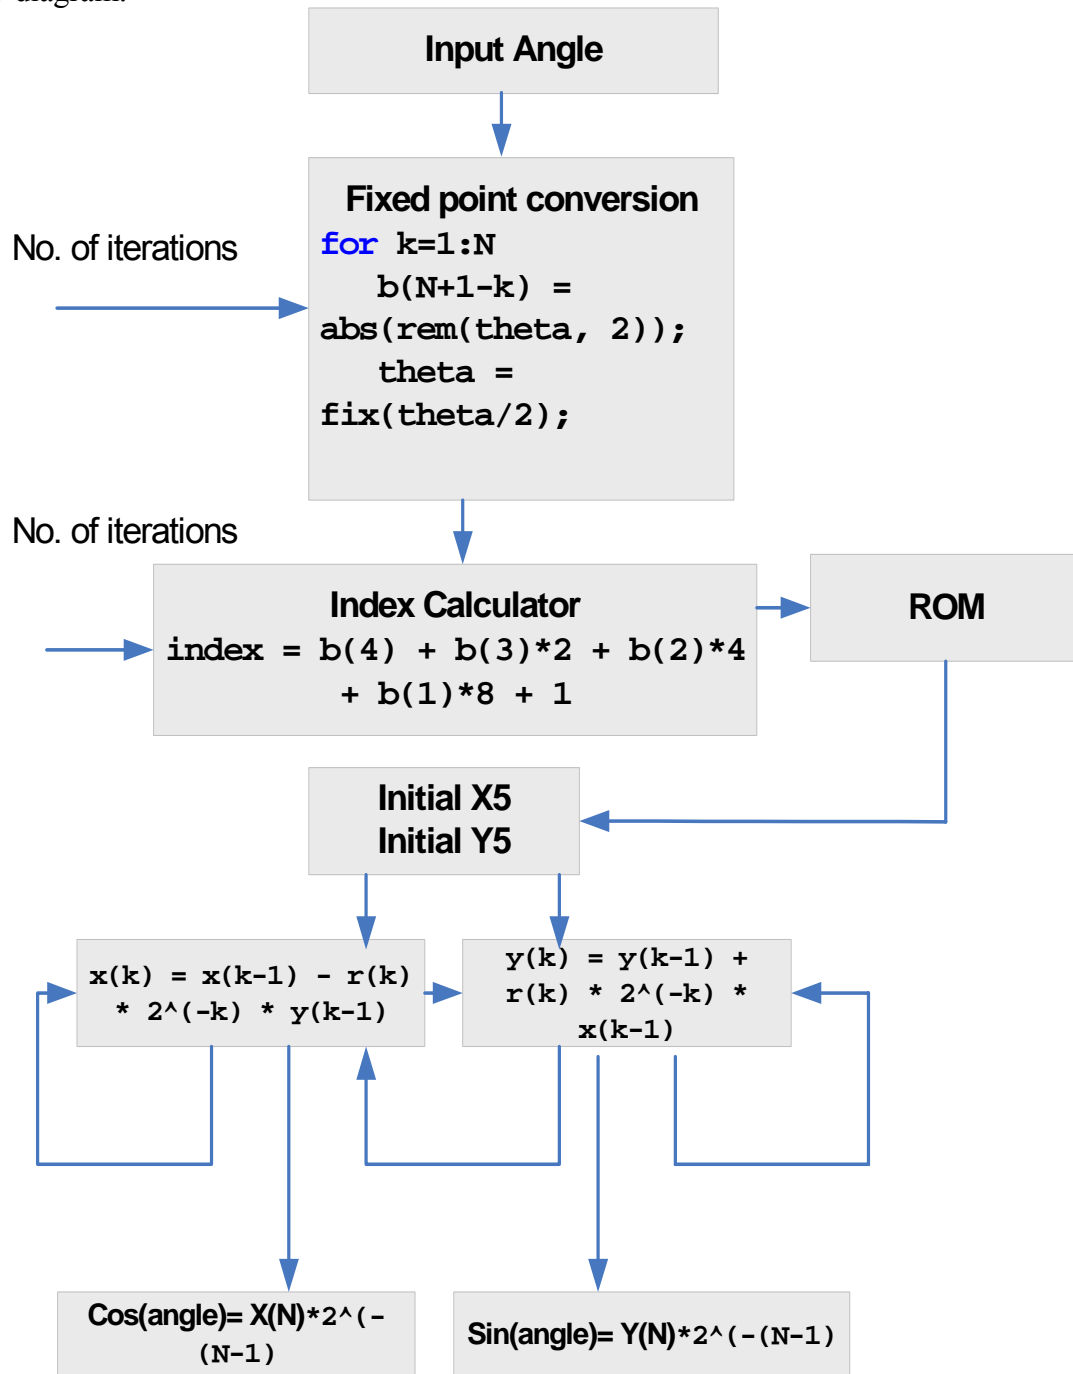 diagram.
Input Angle
Fixed point conversion
for k=1:N
b(N+1-k) =
abs(rem(theta, 2));
theta =
fix(theta/2);
No. of iterations
No. of iterations
Index Calculator
index = b(4) + b(3)*2 + b(2)*4
+ b(1)*8 + 1
ROM
Initial X5
Initial Y5
x(k) = x(k-1) - r(k)
* 2^(-k) * y(k-1)
y(k) = y(k-1) +
r(k) * 2^(-k) *
x(k-1)
Cos(angle)= X(N)*2^(-
(N-1)
Sin(angle)= Y(N)*2^(-(N-1)